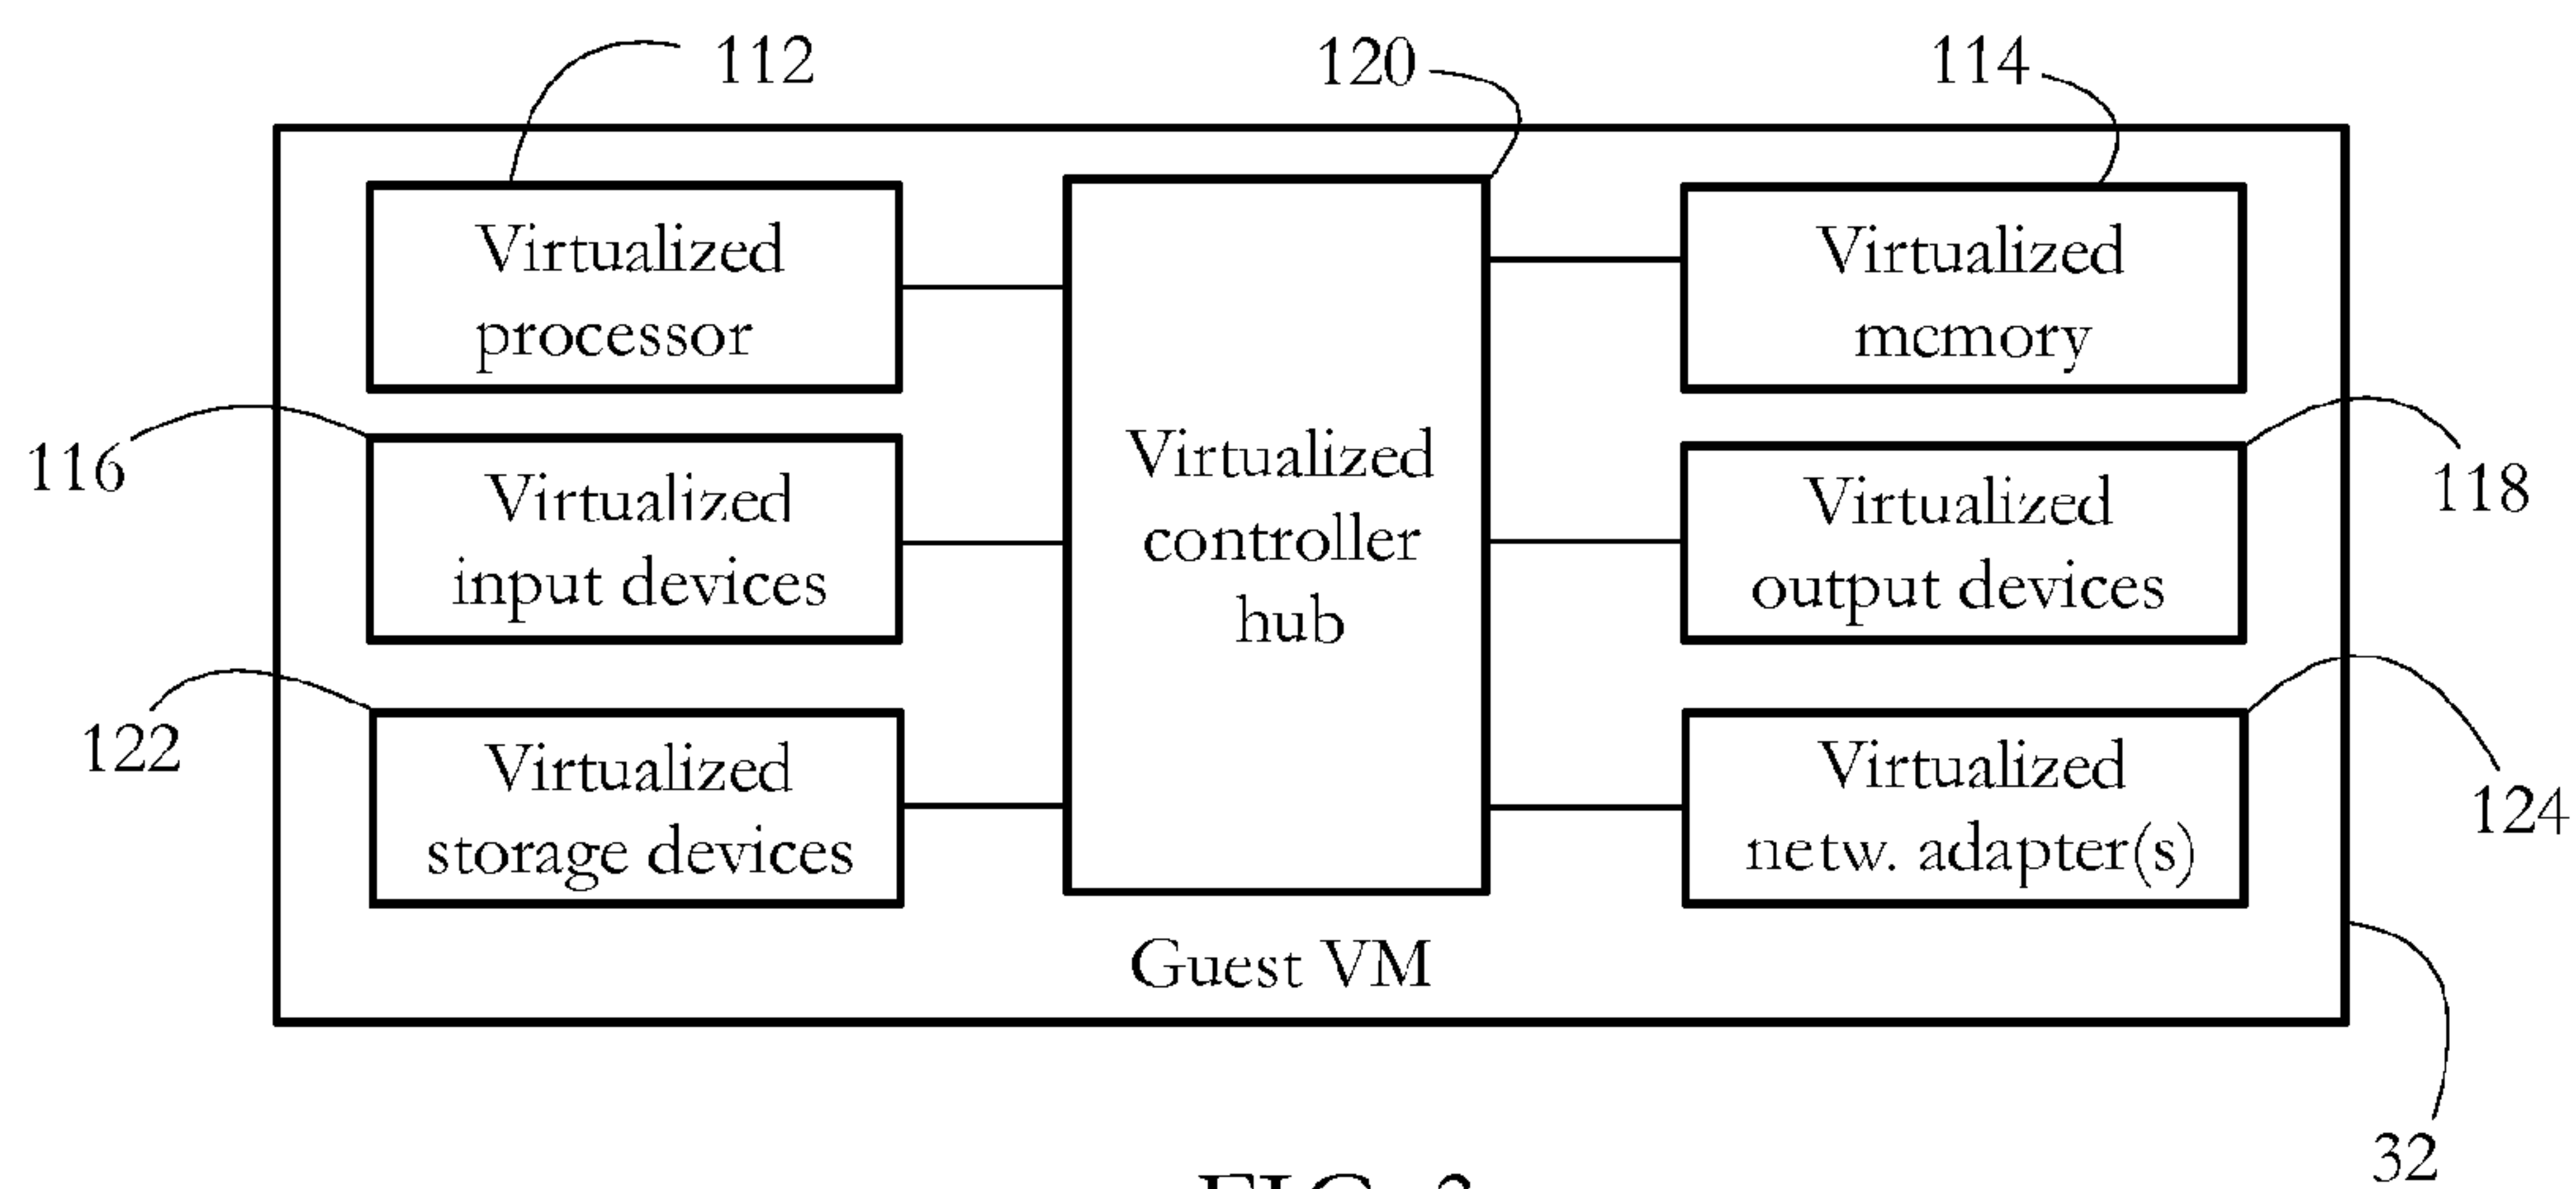 112
120
114
Virtualized
processor
Virtualized
memory
116
Virtualized
input devices
Virtualized
controller
hub
Virtualized
output devices
118
122
Virtualized
storage devices
Virtualized
netw. adapter(s)
124
Guest VM
32